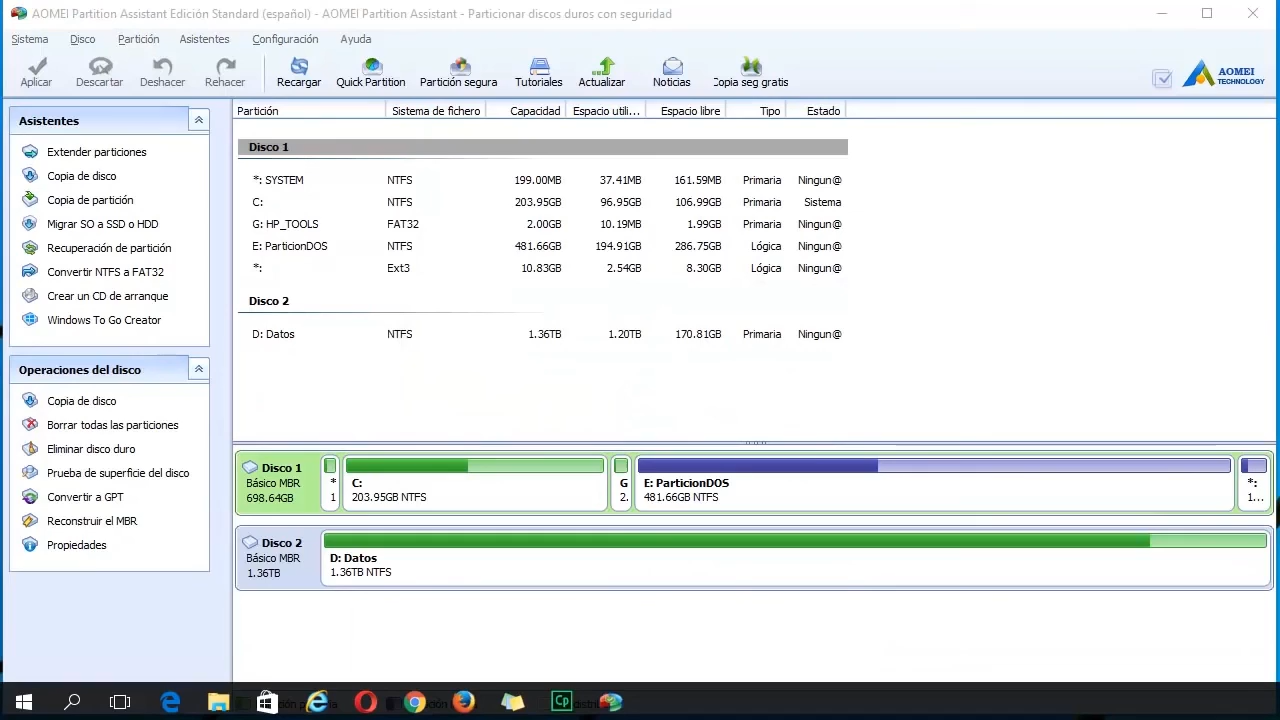 AOMEI Partition Assistant Edición Standard (español) - AOMEI Partition Assistant - Particionar discos duros con seguridad
Sistema Disco Partición Asistentes Configuración Ayuda
Aplicar Descartar Deshacer Rehacer Recargar Quick Partition Partición segura Tutoriales Actualizar Noticias Copia seg gratis
AOMEI
TECHNOLOGY
Asistentes
Extender particiones
Copia de disco
Copia de partición
Migrar SO a SSD o HDD
Recuperación de partición
Convertir NTFS a FAT32
Crear un CD de arranque
Windows To Go Creator
Operaciones del disco
Copia de disco
Borrar todas las particiones
Eliminar disco duro
Prueba de superficie del disco
Convertir a GPT
Reconstruir el MBR
Propiedades
Partición Sistema de fichero Capacidad Espacio utili... Espacio libre Tipo Estado
Disco 1
*: SYSTEM NTFS 199.00MB 37.41MB 161.59MB Primaria Ningun@
C: NTFS 203.95GB 96.95GB 106.99GB Primaria Sistema
G: HP_TOOLS FAT32 2.00GB 10.19MB 1.99GB Primaria Ningun@
E: ParticionDOS NTFS 481.66GB 194.91GB 286.75GB Lógica Ningun@
*: Ext3 10.83GB 2.54GB 8.30GB Lógica Ningun@
Disco 2
D: Datos NTFS 1.36TB 1.20TB 170.81GB Primaria Ningun@
Disco 1
Básico MBR
698.64GB
*
1
C:
203.95GB NTFS
G
2.
E: ParticionDOS
481.66GB NTFS
*:
1...
Disco 2
Básico MBR
1.36TB
D: Datos
1.36TB NTFS
Cp